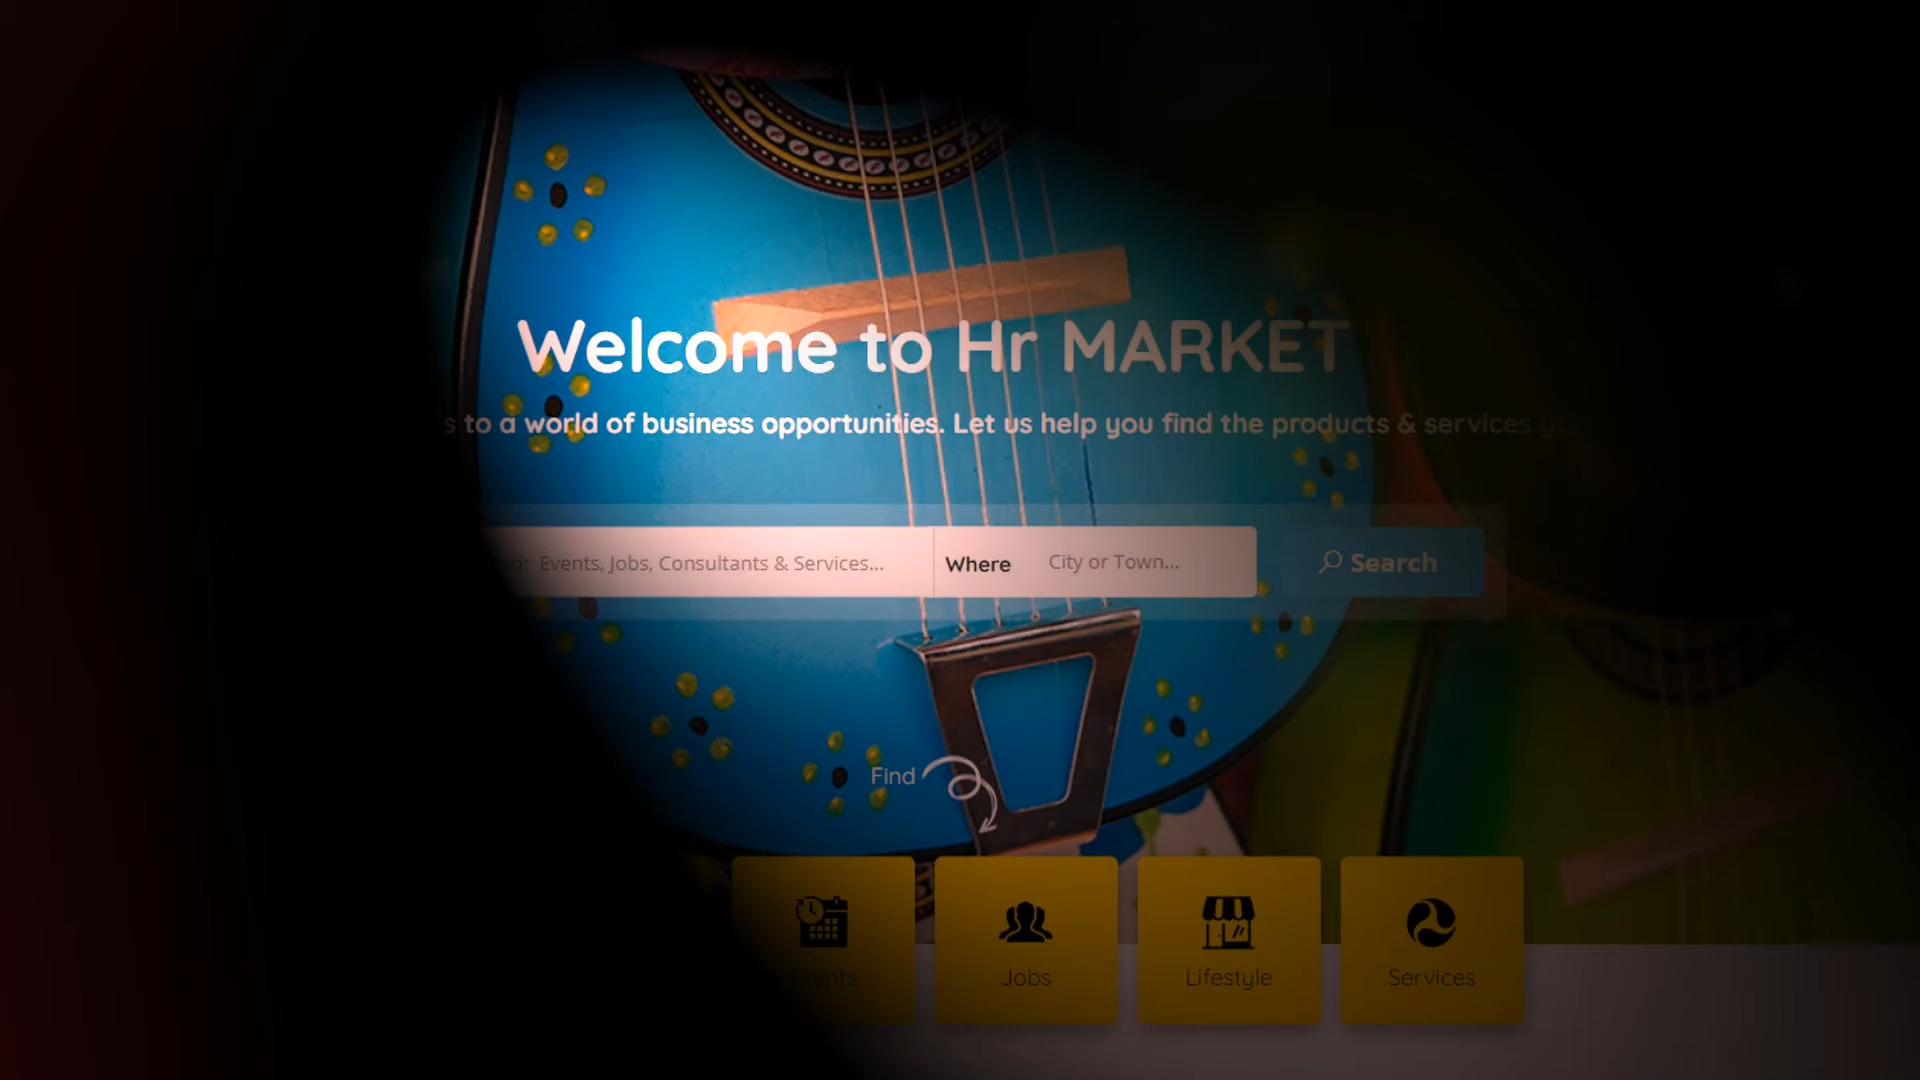 Welcome to Hr MARKET
to a world of business opportunities. Let us help you find the products & services
Events, Jobs, Consultants & Services...
Where
City or Town...
Search
Find
Jobs
Lifestyle
Services